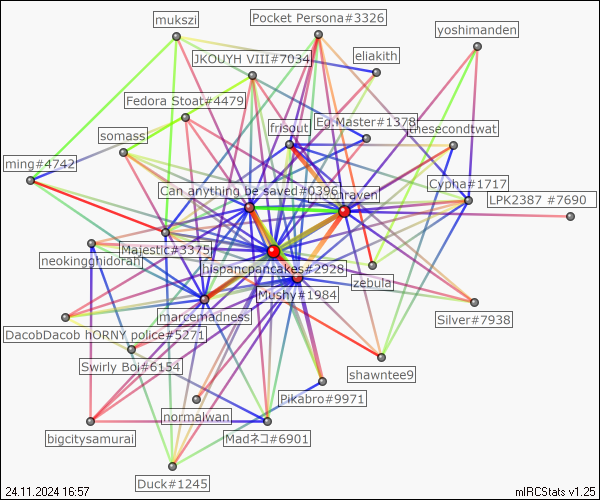 mukszi
Pocket Persona#3326
yoshimanden
JKOUYH VIII#7034
eliakith
Fedora Stoat#4479
frisout
Eg.Master#1378
thesecondtwat
somass
ming#4742
Can anything be saved#0396
raven
Cypha#1717
LPK2387 #7690
Majestic#3375
neokingghidorah
hispancpancakes#2928
zebula
Mushy#1984
marcemadness
Silver#7938
DacobDacob hORNY police#5271
Swirly Boi#6154
shawntee9
Pikabro#9971
normalwan
bigcitysamurai
Madネコ#6901
Duck#1245
24.11.2024 16:57
mIRCStats v1.25